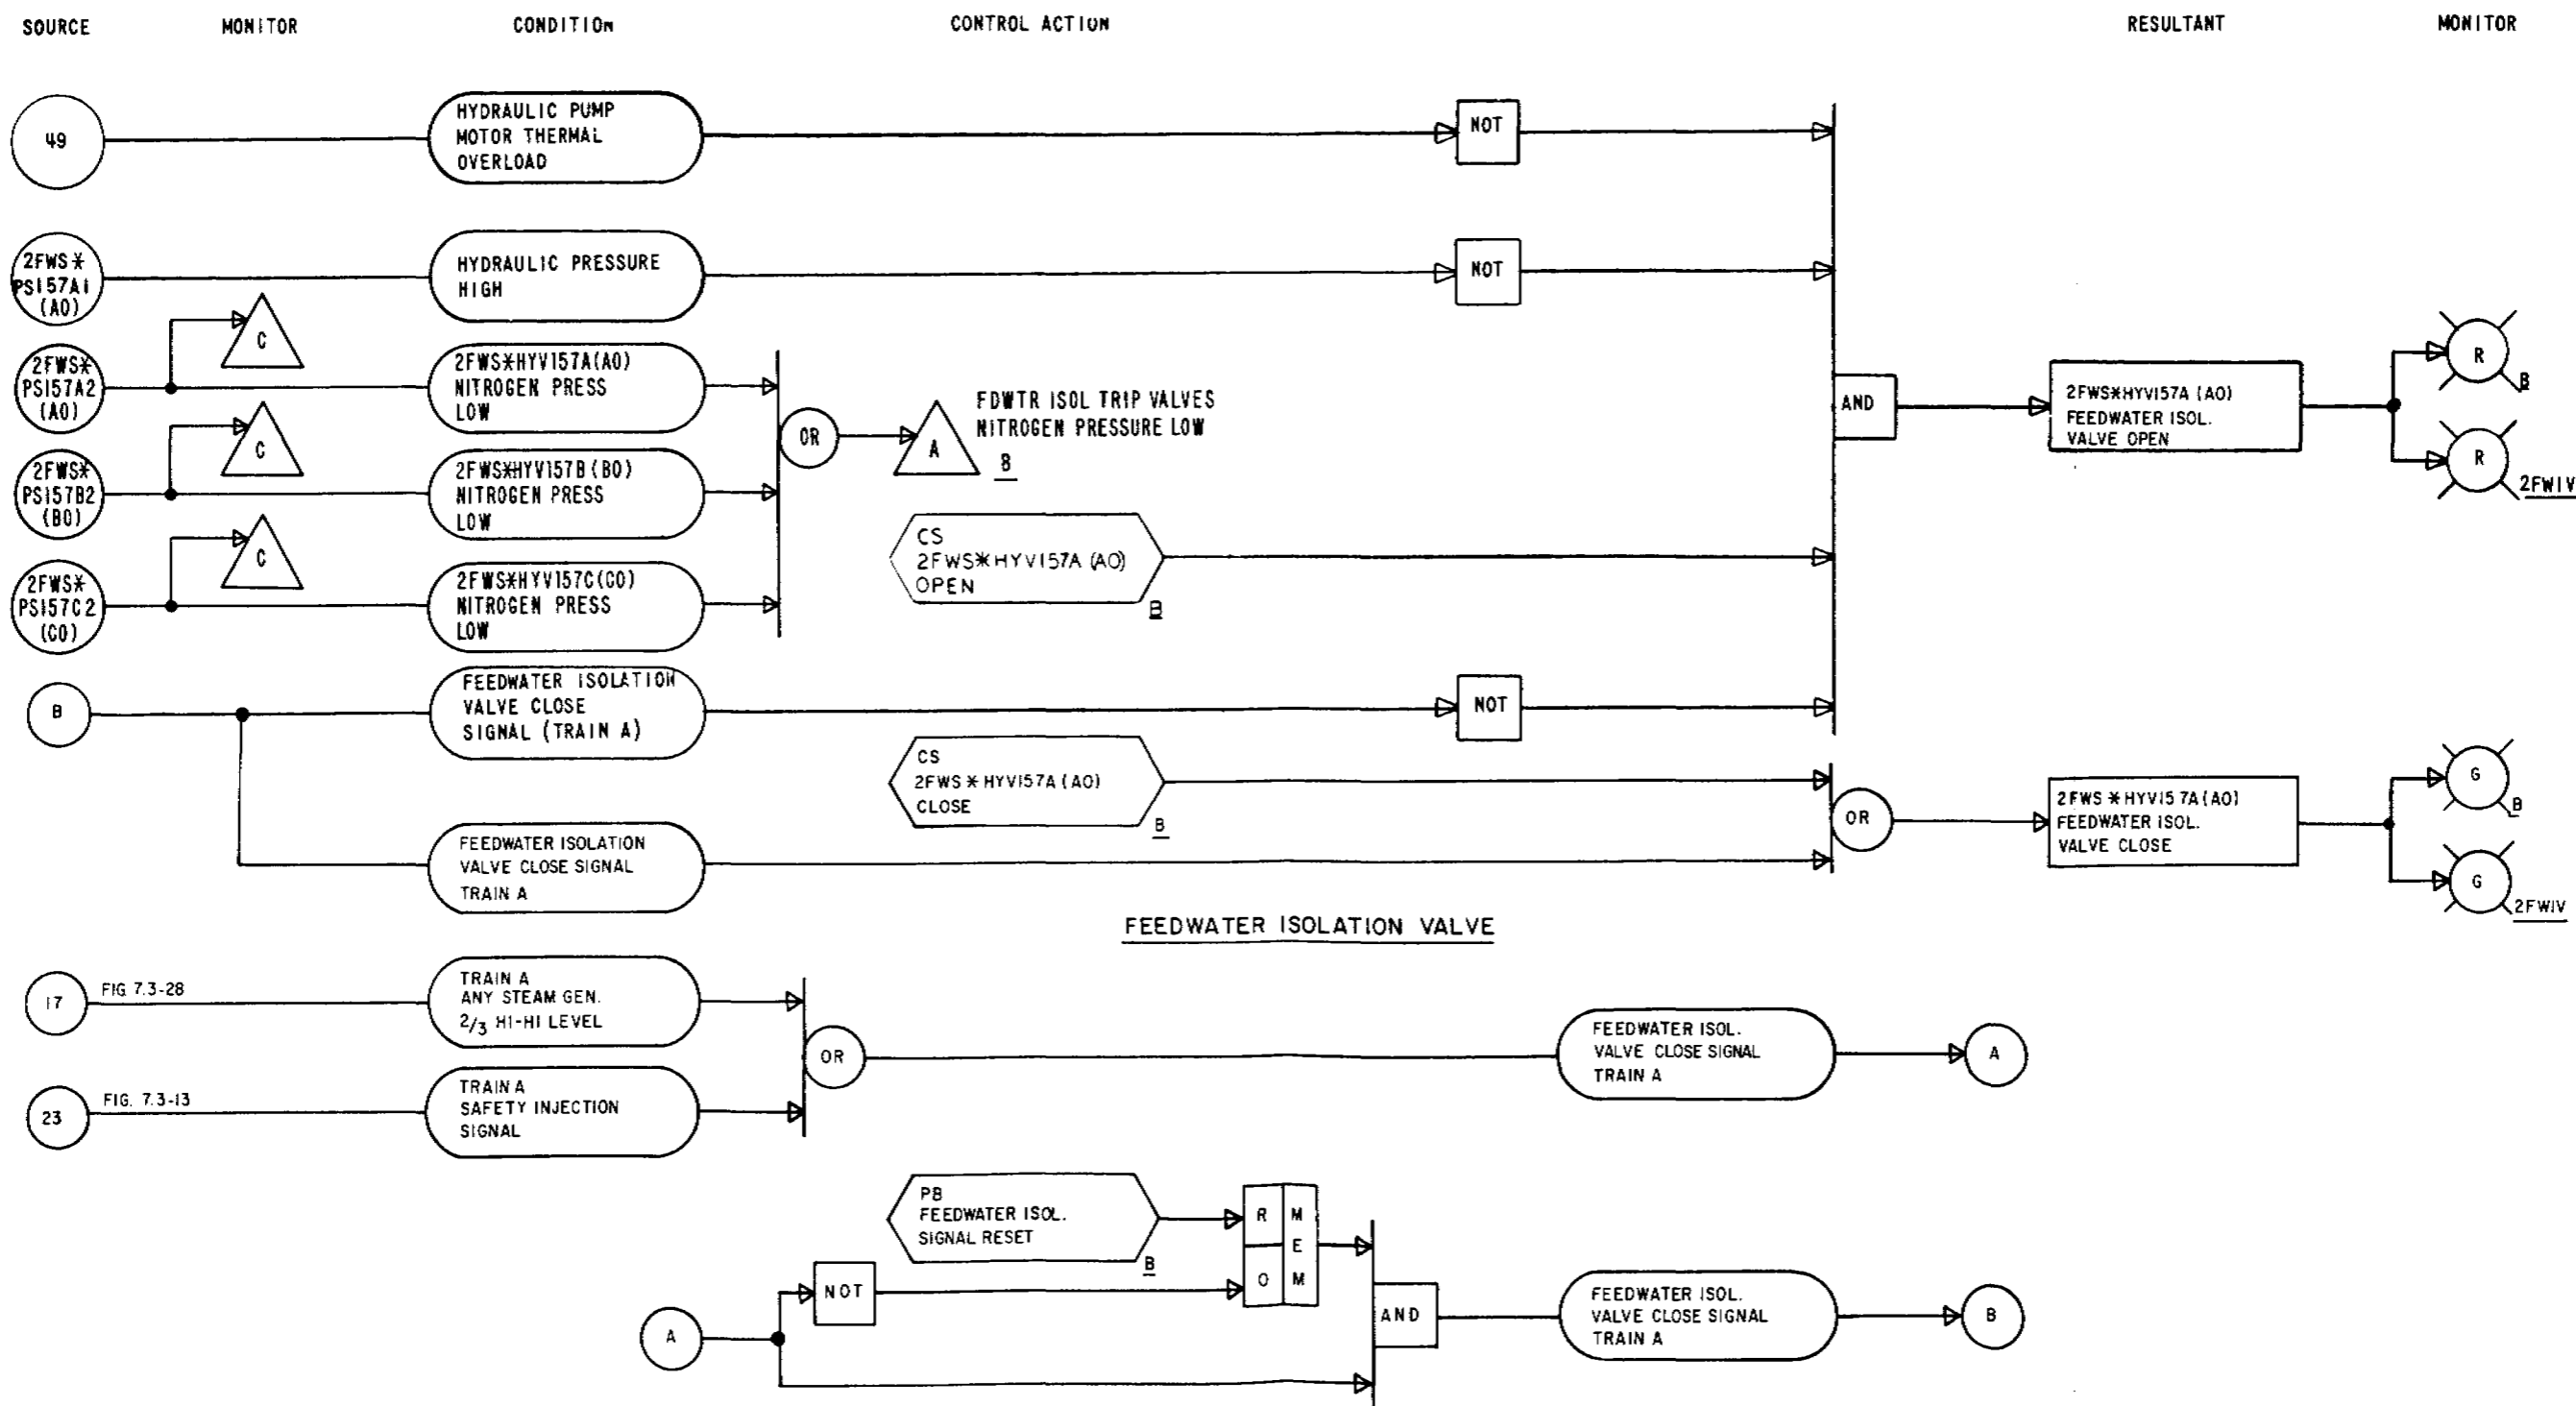 SOURCE MONITOR CONDITION CONTROL ACTION RESULTANT MONITOR
49
HYDRAULIC PUMP
MOTOR THERMAL
OVERLOAD
NOT
2FWS*
PS157A1
(AO)
HYDRAULIC PRESSURE
HIGH
NOT
C
2FWS*
PS157A2
(AO)
2FWS*HYV157A(AO)
NITROGEN PRESS
LOW
C
2FWS*
PS157B2
(BO)
2FWS*HYV157B(BO)
NITROGEN PRESS
LOW
C
2FWS*
PS157C2
(CO)
2FWS*HYV157C(CO)
NITROGEN PRESS
LOW
OR
A
FDWTR ISOL TRIP VALVES
NITROGEN PRESSURE LOW
B
CS
2FWS*HYV157A (AO)
OPEN
B
AND
2FWS*HYV157A (AO)
FEEDWATER ISOL.
VALVE OPEN
R
B
R
2FWIV
B
FEEDWATER ISOLATION
VALVE CLOSE
SIGNAL (TRAIN A)
NOT
CS
2FWS*HYV157A (AO)
CLOSE
B
FEEDWATER ISOLATION
VALVE CLOSE SIGNAL
TRAIN A
OR
2FWS*HYV157A(AO)
FEEDWATER ISOL.
VALVE CLOSE
G
B
G
2FWIV
FEEDWATER ISOLATION VALVE
17
FIG. 7.3-28
TRAIN A
ANY STEAM GEN.
2/3 HI-HI LEVEL
23
FIG. 7.3-13
TRAIN A
SAFETY INJECTION
SIGNAL
OR
FEEDWATER ISOL.
VALVE CLOSE SIGNAL
TRAIN A
A
PB
FEEDWATER ISOL.
SIGNAL RESET
B
R M
E
O M
NOT
A
AND
FEEDWATER ISOL.
VALVE CLOSE SIGNAL
TRAIN A
B